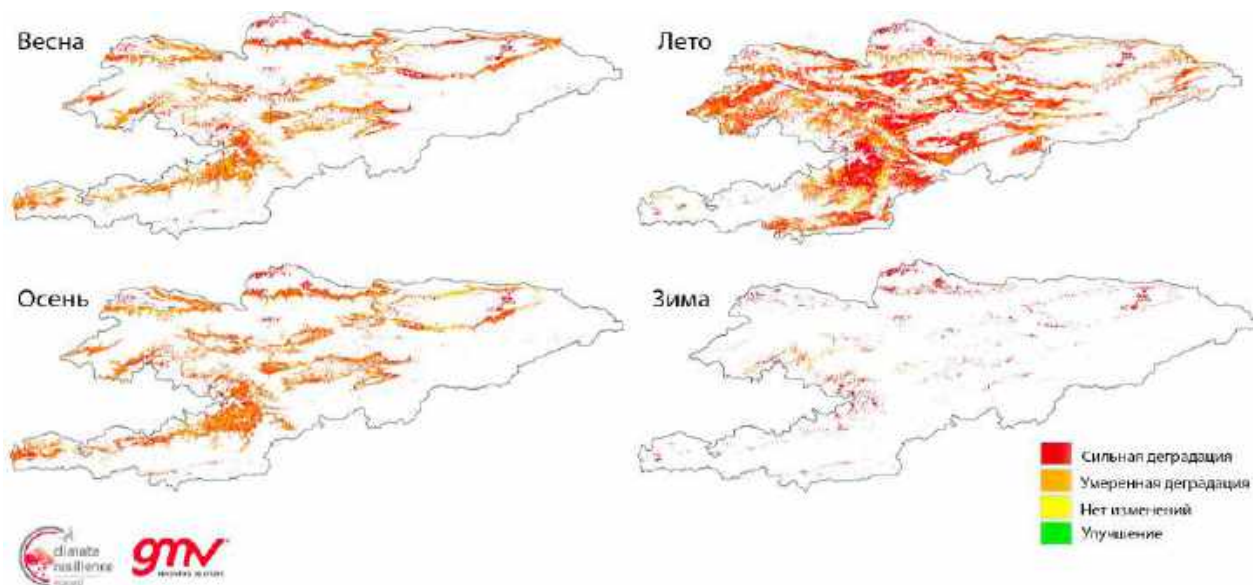 Весна
Лето
Осень
Зима
Сильная деградация
Умеренная деградация
Нет изменений
Улучшение
climate
resilience
gmv